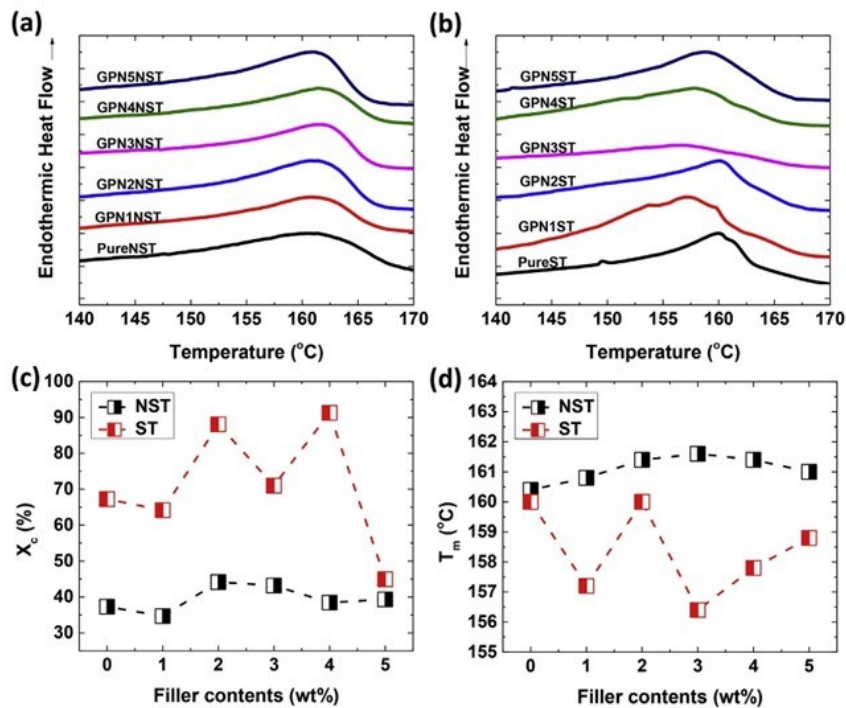 (a)
Endothermic Heat Flow
GPN5NST
GPN4NST
GPN3NST
GPN2NST
GPN1NST
PureNST
140 145 150 155 160 165 170
Temperature (°C)
(b)
Endothermic Heat Flow
GPN5ST
GPN4ST
GPN3ST
GPN2ST
GPN1ST
PureST
140 145 150 155 160 165 170
Temperature (°C)
(c)
NST
ST
X_c (%)
100
90
80
70
60
50
40
30
0 1 2 3 4 5
Filler contents (wt%)
(d)
NST
ST
T_m (°C)
164
163
162
161
160
159
158
157
156
155
0 1 2 3 4 5
Filler contents (wt%)